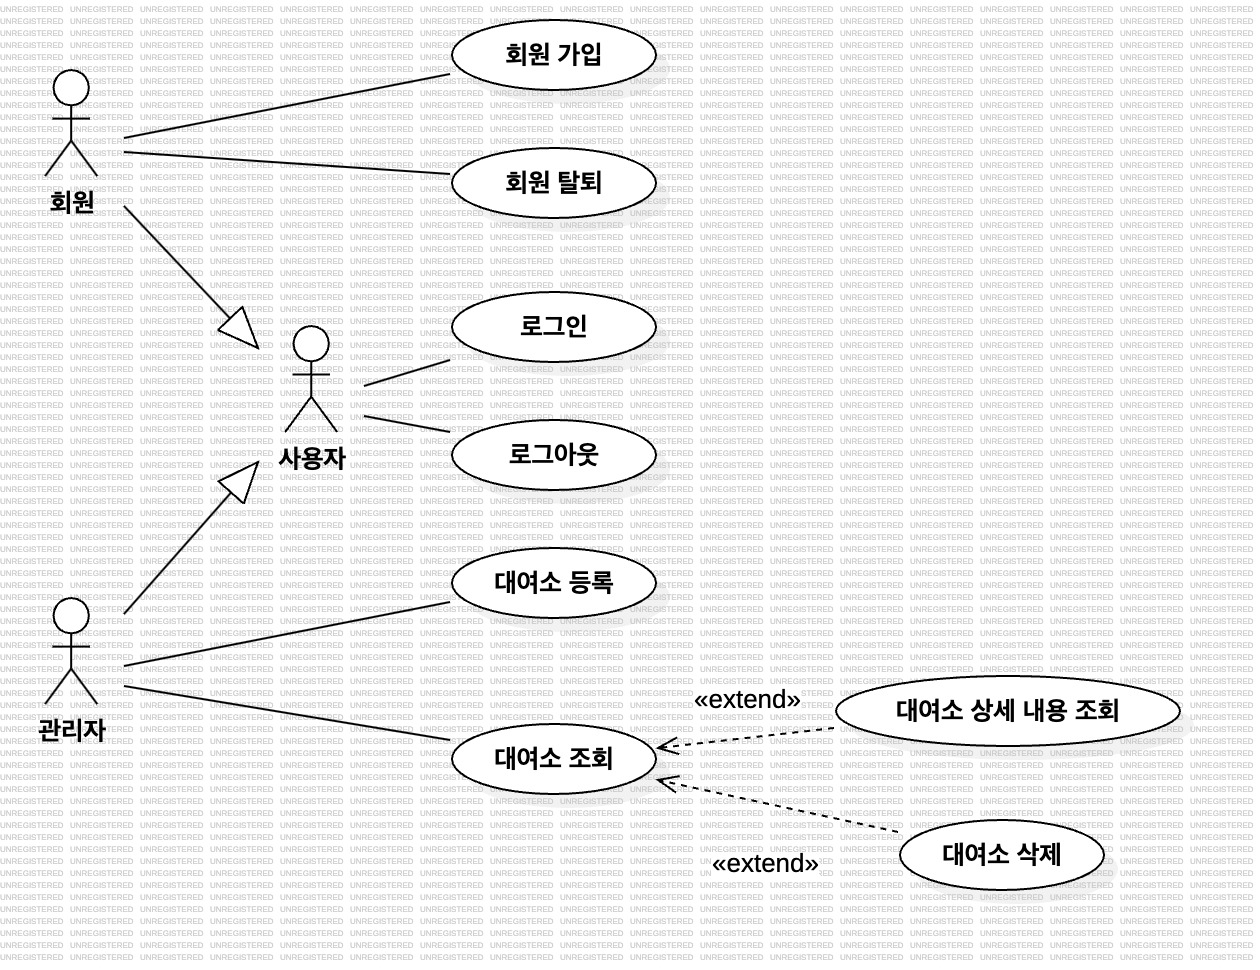 회원 가입
회원 탈퇴
회원
로그인
로그아웃
사용자
대여소 등록
관리자
대여소 조회
«extend»
대여소 상세 내용 조회
«extend»
대여소 삭제
UNREGISTERED